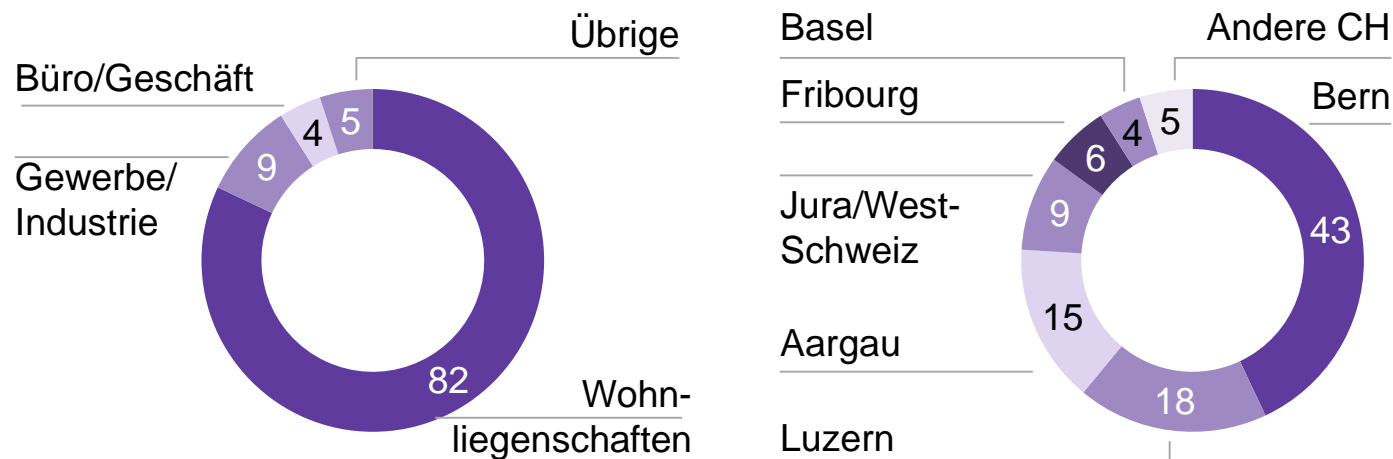 Übrige
Büro/Geschäft
4
5
9
Gewerbe/
Industrie
82
Wohn-
liegenschaften
Basel
Andere CH
Fribourg
Bern
4
5
6
Jura/West-
Schweiz
9
43
15
Aargau
18
Luzern